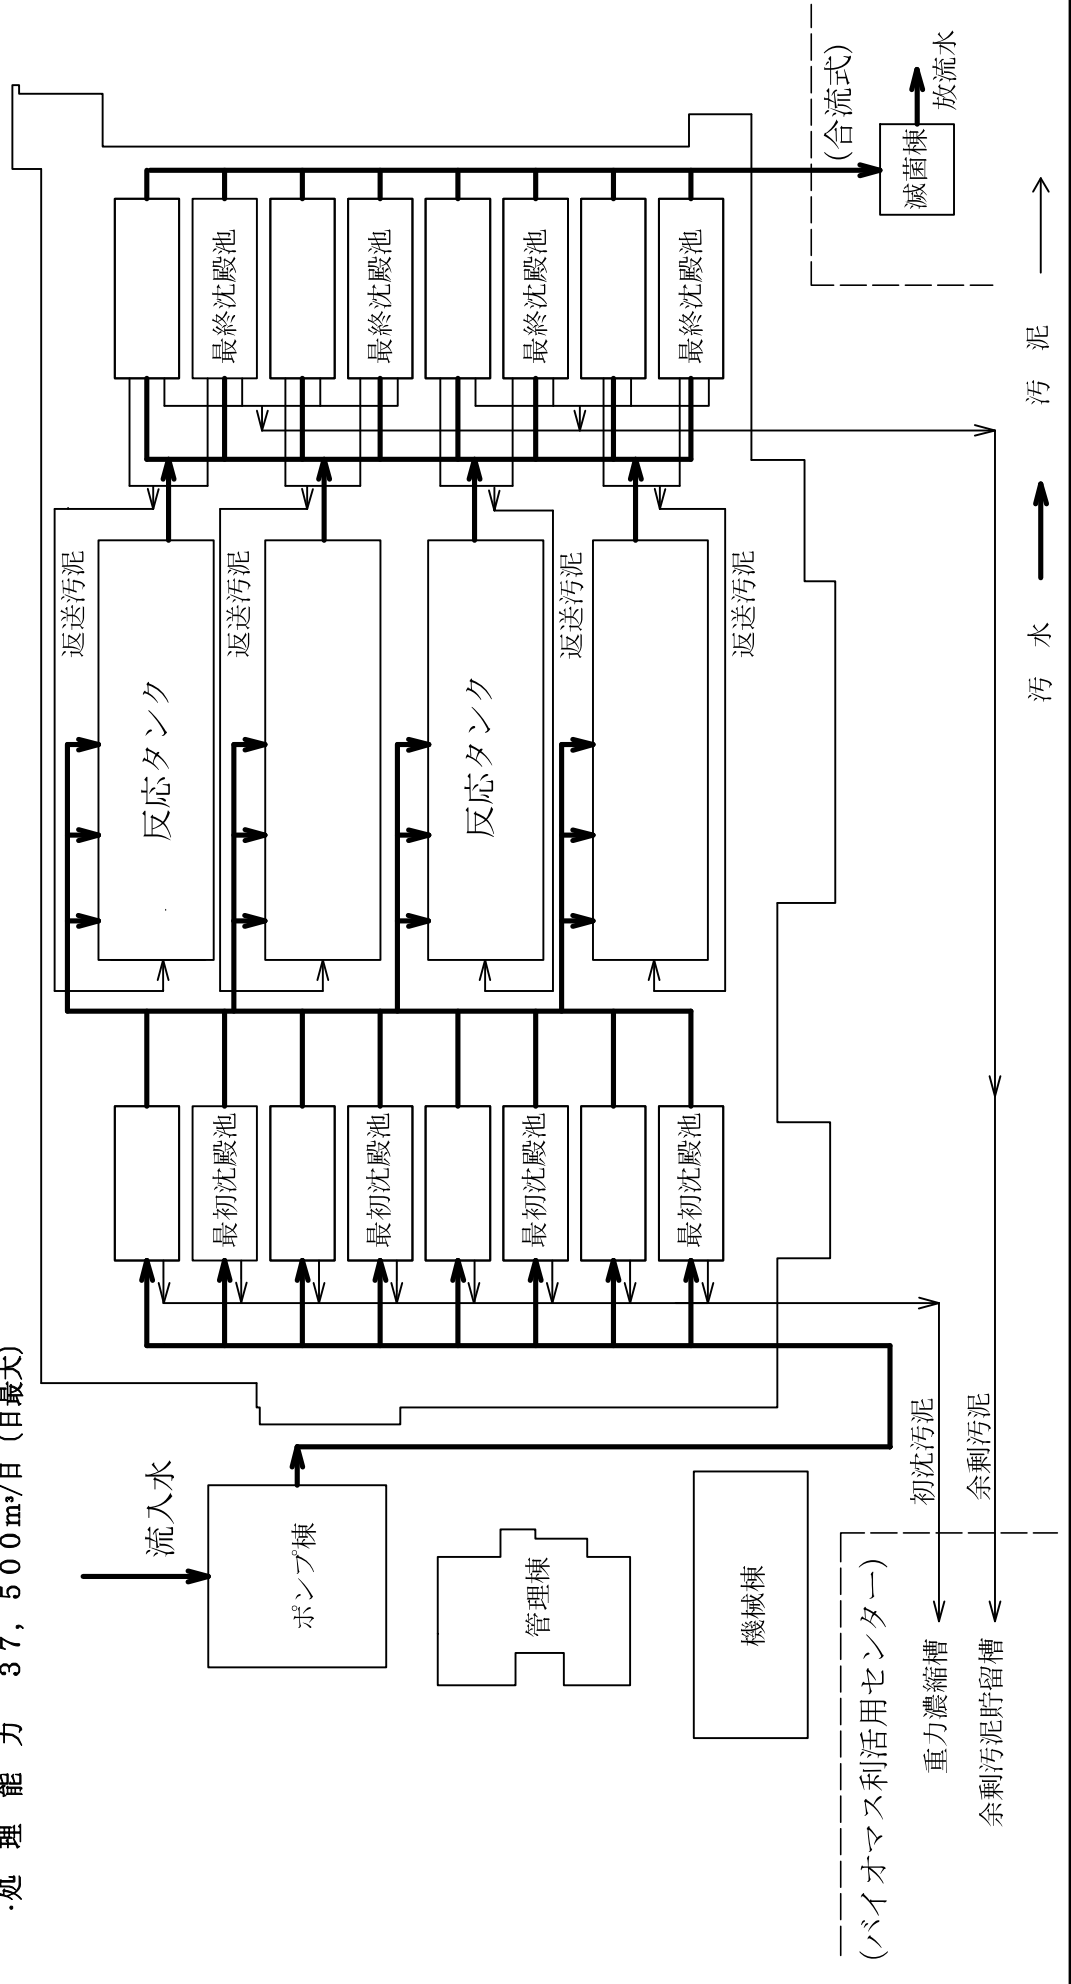 ・処理能力 37,500m³/日(日最大)
流入水
ポンプ棟
管理棟
機械棟
(バイオマス利活用センター)
重力濃縮槽
余剰汚泥貯留槽
初沈汚泥
余剰汚泥
最初沈殿池
最初沈殿池
最初沈殿池
最初沈殿池
反応タンク
反応タンク
返送汚泥
返送汚泥
返送汚泥
返送汚泥
最終沈殿池
最終沈殿池
最終沈殿池
最終沈殿池
(合流式)
滅菌棟
放流水
汚水
汚泥